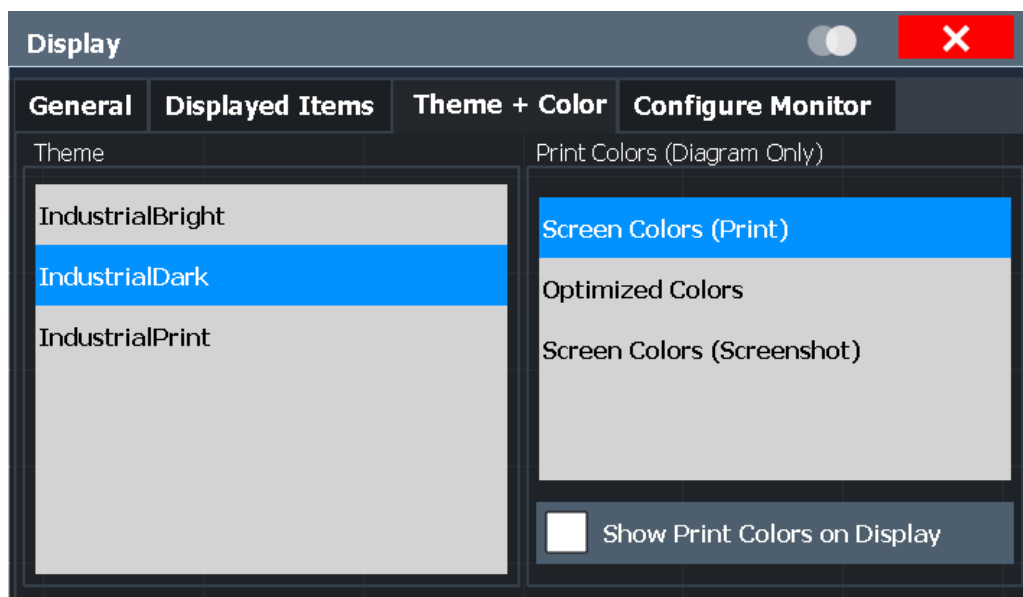 Display
General Displayed Items Theme + Color Configure Monitor
Theme
IndustrialBright
IndustrialDark
IndustrialPrint
Print Colors (Diagram Only)
Screen Colors (Print)
Optimized Colors
Screen Colors (Screenshot)
Show Print Colors on Display